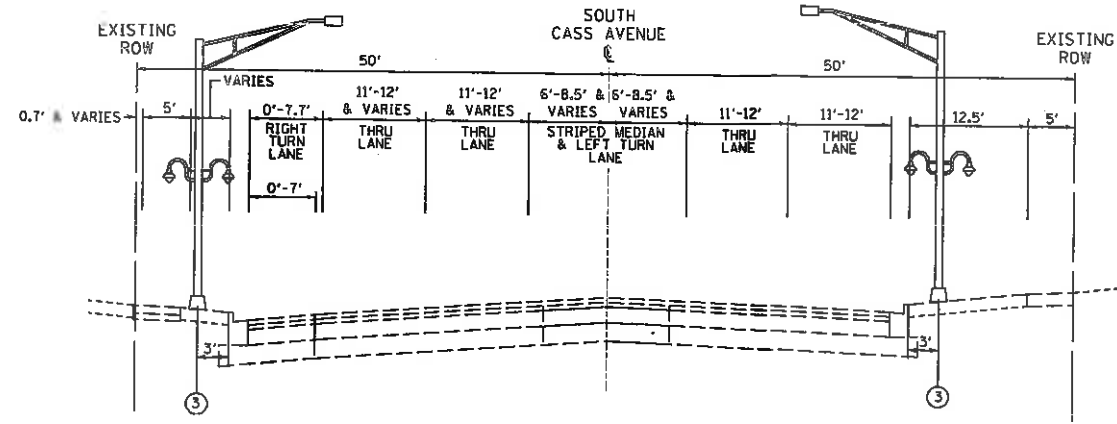 SOUTH
CASS AVENUE
℄
EXISTING
ROW
EXISTING
ROW
50'
50'
VARIES
0.7' & VARIES
5'
0'-7.7'
RIGHT
TURN
LANE
0'-7'
11'-12'
& VARIES
THRU
LANE
11'-12'
& VARIES
THRU
LANE
6'-8.5' & 6'-8.5' &
VARIES VARIES
STRIPED MEDIAN
& LEFT TURN
LANE
11'-12'
THRU
LANE
11'-12'
THRU
LANE
12.5'
5'
3'
3'
3
3